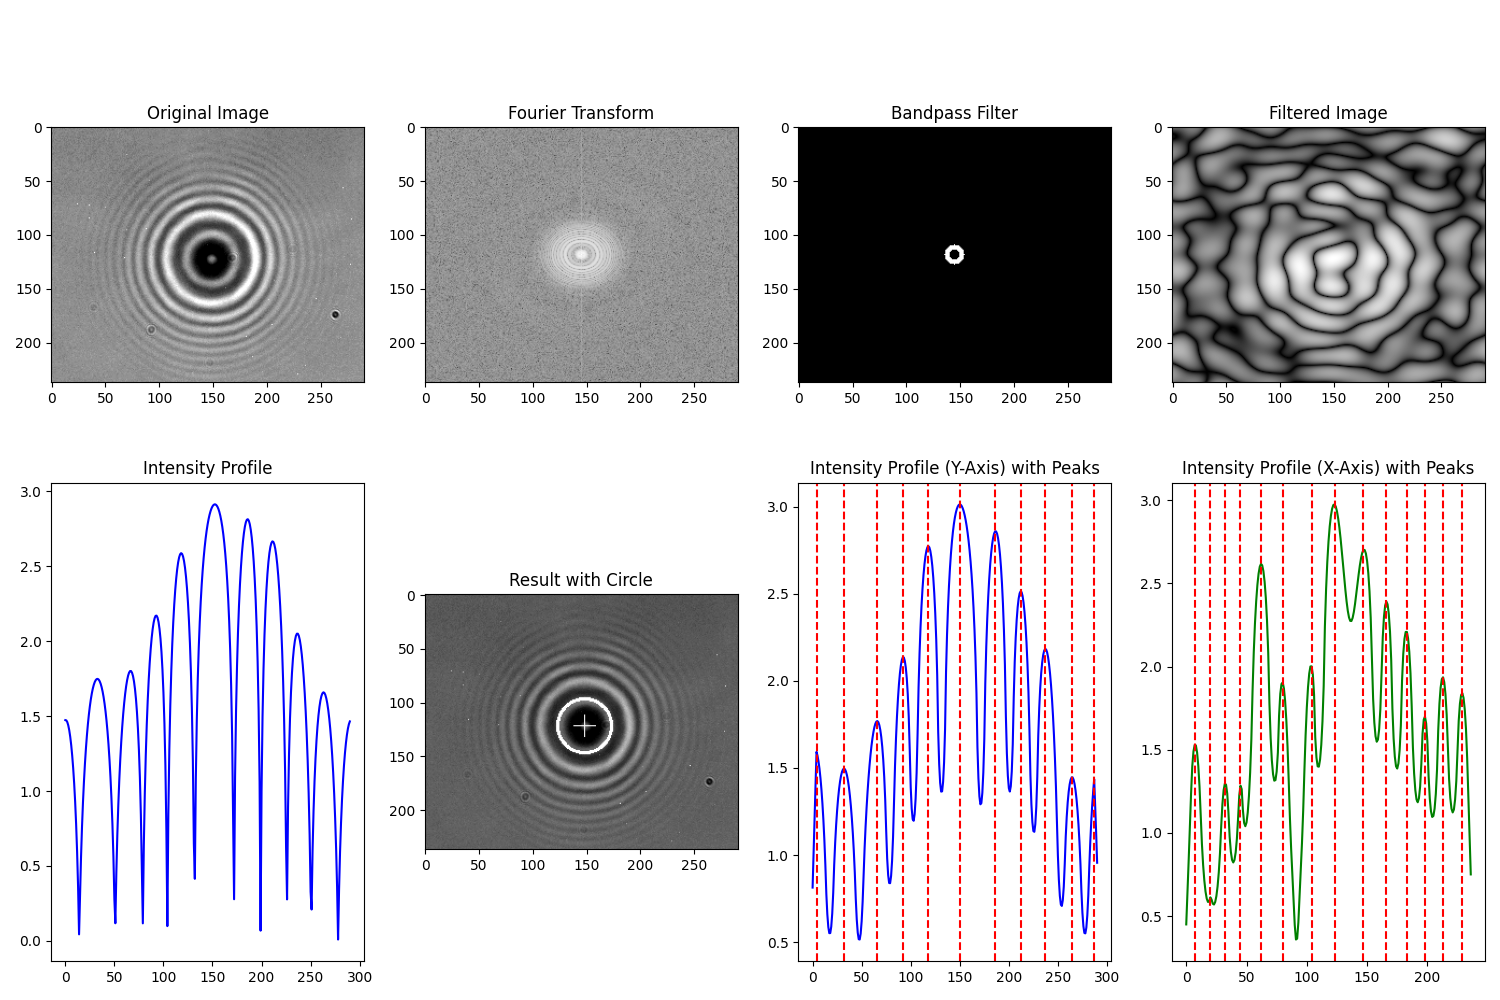 Original Image
Fourier Transform
Bandpass Filter
Filtered Image
0
50
100
150
200
0 50 100 150 200 250
0
50
100
150
200
0 50 100 150 200 250
0
50
100
150
200
0 50 100 150 200 250
0
50
100
150
200
0 50 100 150 200 250
Intensity Profile
3.0
2.5
2.0
1.5
1.0
0.5
0.0
0 50 100 150 200 250 300
Result with Circle
0
50
100
150
200
0 50 100 150 200 250
Intensity Profile (Y-Axis) with Peaks
3.0
2.5
2.0
1.5
1.0
0.5
0 50 100 150 200 250 300
Intensity Profile (X-Axis) with Peaks
3.0
2.5
2.0
1.5
1.0
0.5
0 50 100 150 200